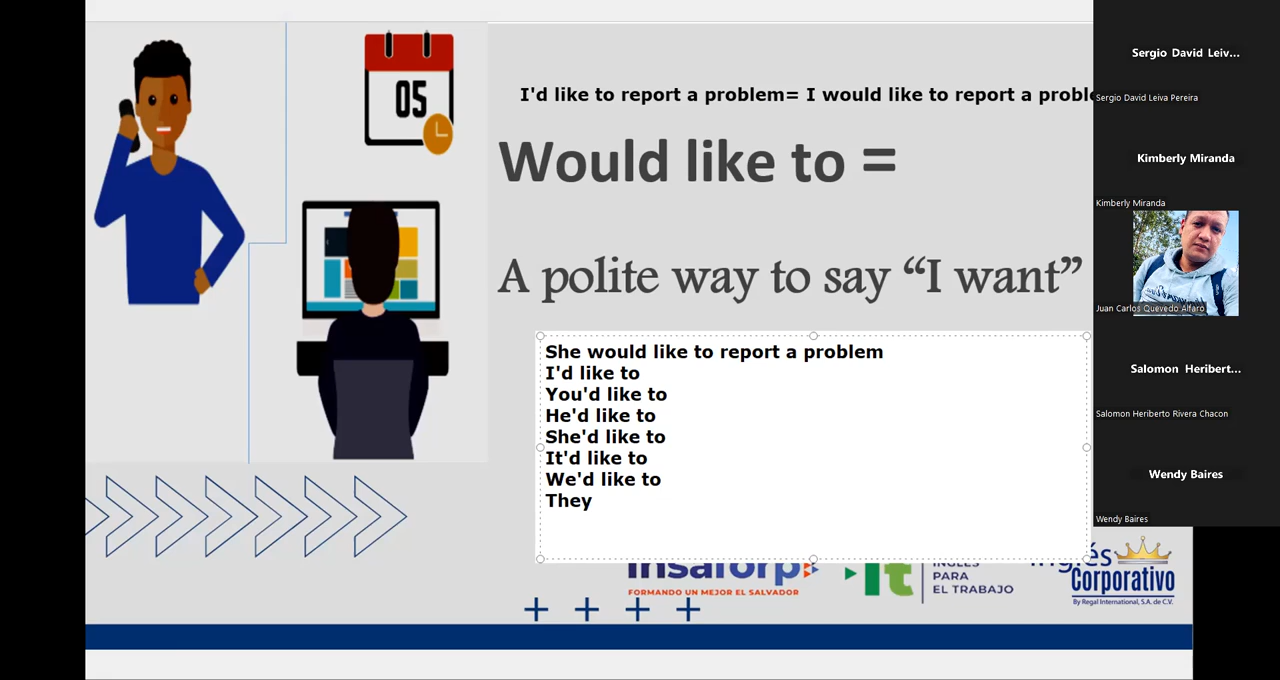 05
I'd like to report a problem= I would like to report a
Would like to =
A polite way to say “I want”
She would like to report a problem
I'd like to
You'd like to
He'd like to
She'd like to
It'd like to
We'd like to
They
insaforp
FORMANDO UN MEJOR EL SALVADOR
it
INGLÉS
PARA
EL TRABAJO
Inglés
Corporativo
By Regal International, S.A. de C.V.
Sergio David Leiv...
Sergio David Leiva Pereira
Kimberly Miranda
Kimberly Miranda
Juan Carlos Quevedo Alfaro
Salomon Heribert...
Salomon Heriberto Rivera Chacon
Wendy Baires
Wendy Baires